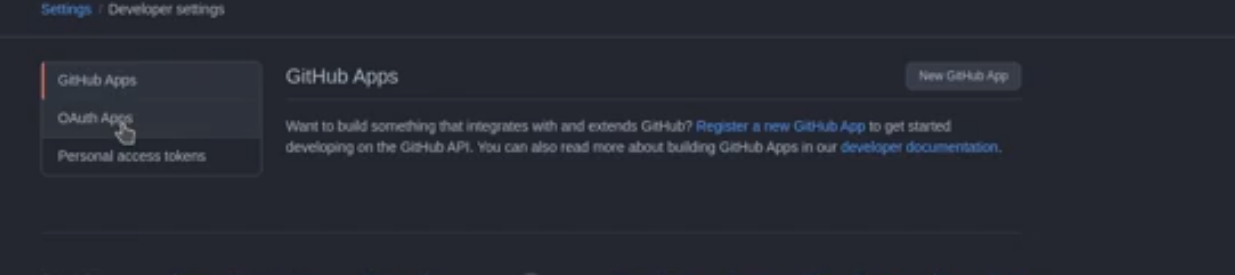 Settings / Developer settings
GitHub Apps
OAuth Apps
Personal access tokens
GitHub Apps
New GitHub App
Want to build something that integrates with and extends GitHub? Register a new GitHub App to get started
developing on the GitHub API. You can also read more about building GitHub Apps in our developer documentation.